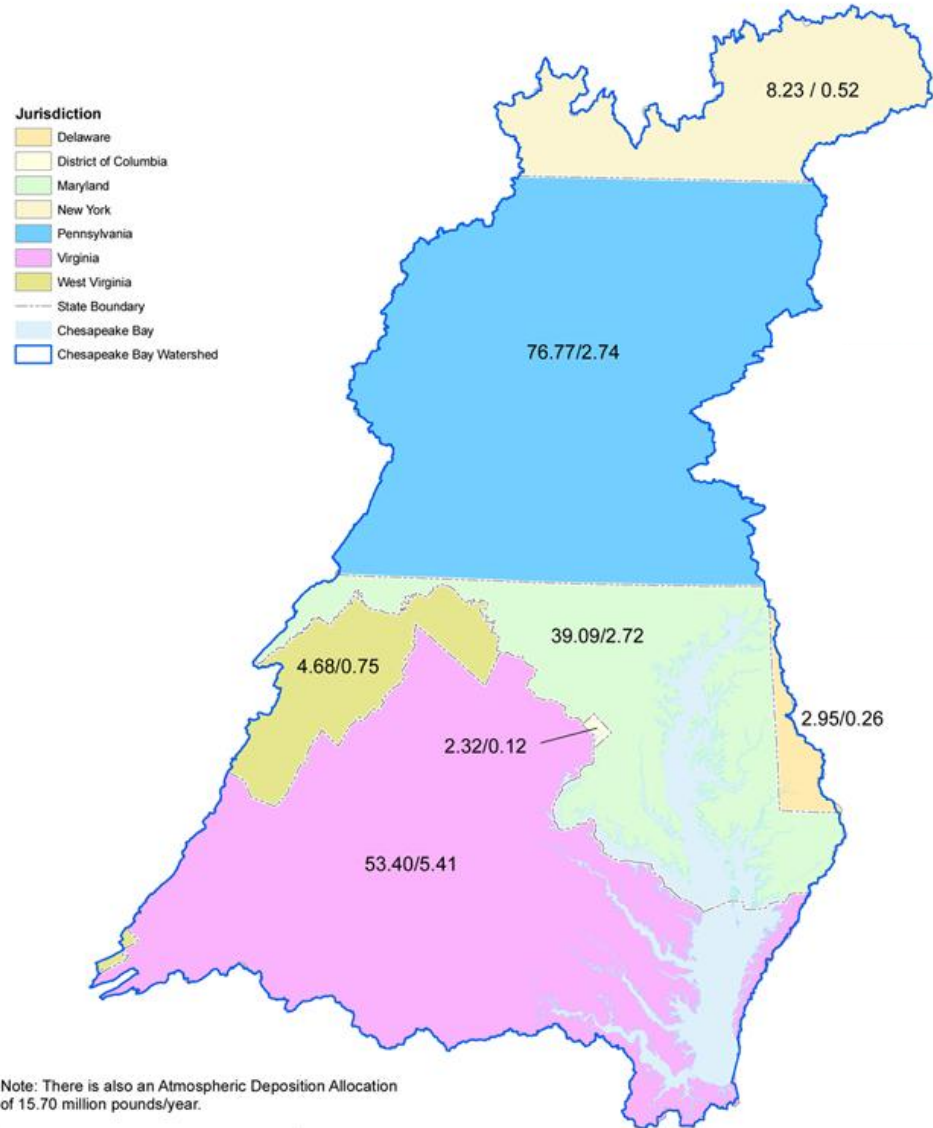 Jurisdiction
Delaware
District of Columbia
Maryland
New York
Pennsylvania
Virginia
West Virginia
State Boundary
Chesapeake Bay
Chesapeake Bay Watershed
8.23 / 0.52
76.77/2.74
39.09/2.72
4.68/0.75
2.95/0.26
2.32/0.12
53.40/5.41
Note: There is also an Atmospheric Deposition Allocation
of 15.70 million pounds/year.